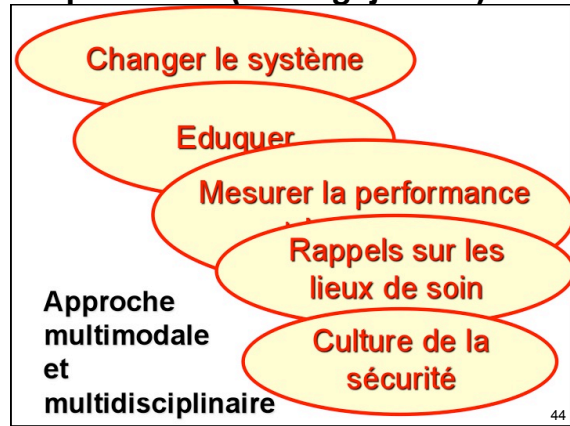 Changer le système
Eduquer
Mesurer la performance
Rappels sur les
lieux de soin
Culture de la
sécurité
Approche
multimodale
et
multidisciplinaire
44